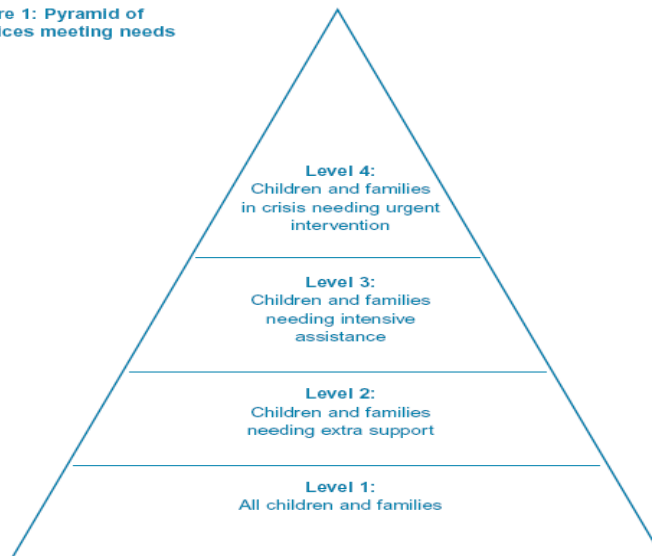 re 1: Pyramid of
ices meeting needs
Level 4:
Children and families
in crisis needing urgent
intervention
Level 3:
Children and families
needing intensive
assistance
Level 2:
Children and families
needing extra support
Level 1:
All children and families